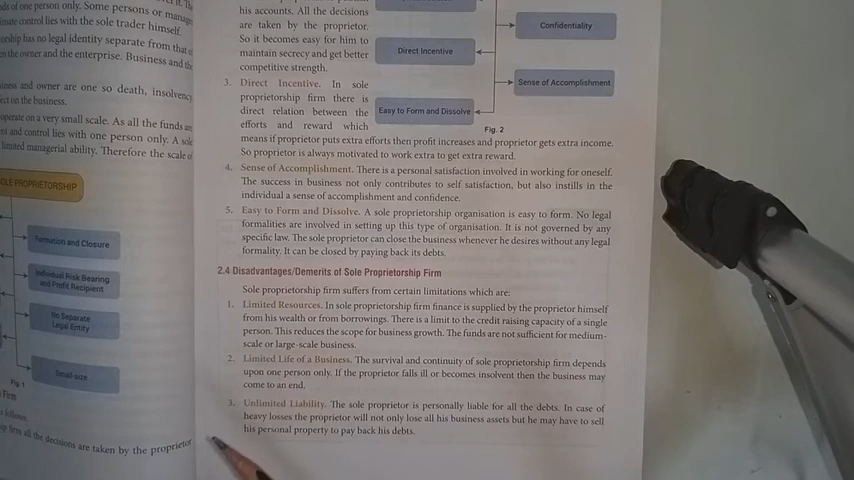 als of one person only. Some persons or manage
imate control lies with the sole trader himself.
orship has no legal identity separate from that o
en the owner and the enterprise. Business and the
siness and owner are one so death, insolvency
ect on the business.
operate on a very small scale. As all the funds are
nt and control lies with one person only. A sole
limited managerial ability. Therefore the scale of
OLE PROPRIETORSHIP
Formation and Closure
Individual Risk Bearing
and Profit Recipient
No Separate
Legal Entity
Small-size
Fig. 1
Firm
s follows.
ip firm all the decisions are taken by the proprietor
his accounts. All the decisions
are taken by the proprietor.
So it becomes easy for him to
maintain secrecy and get better
competitive strength.
3. Direct Incentive. In sole
proprietorship firm there is
direct relation between the
efforts and reward which
means if proprietor puts extra efforts then profit increases and proprietor gets extra income.
So proprietor is always motivated to work extra to get extra reward.
Confidentiality
Direct Incentive
Sense of Accomplishment
Easy to Form and Dissolve
Fig. 2
4. Sense of Accomplishment. There is a personal satisfaction involved in working for oneself.
The success in business not only contributes to self satisfaction, but also instills in the
individual a sense of accomplishment and confidence.
5. Easy to Form and Dissolve. A sole proprietorship organisation is easy to form. No legal
formalities are involved in setting up this type of organisation. It is not governed by any
specific law. The sole proprietor can close the business whenever he desires without any legal
formality. It can be closed by paying back its debts.
2.4 Disadvantages/Demerits of Sole Proprietorship Firm
Sole proprietorship firm suffers from certain limitations which are:
1. Limited Resources. In sole proprietorship firm finance is supplied by the proprietor himself
from his wealth or from borrowings. There is a limit to the credit raising capacity of a single
person. This reduces the scope for business growth. The funds are not sufficient for medium-
scale or large-scale business.
2. Limited Life of a Business. The survival and continuity of sole proprietorship firm depends
upon one person only. If the proprietor falls ill or becomes insolvent then the business may
come to an end.
3. Unlimited Liability. The sole proprietor is personally liable for all the debts. In case of
heavy losses the proprietor will not only lose all his business assets but he may have to sell
his personal property to pay back his debts.